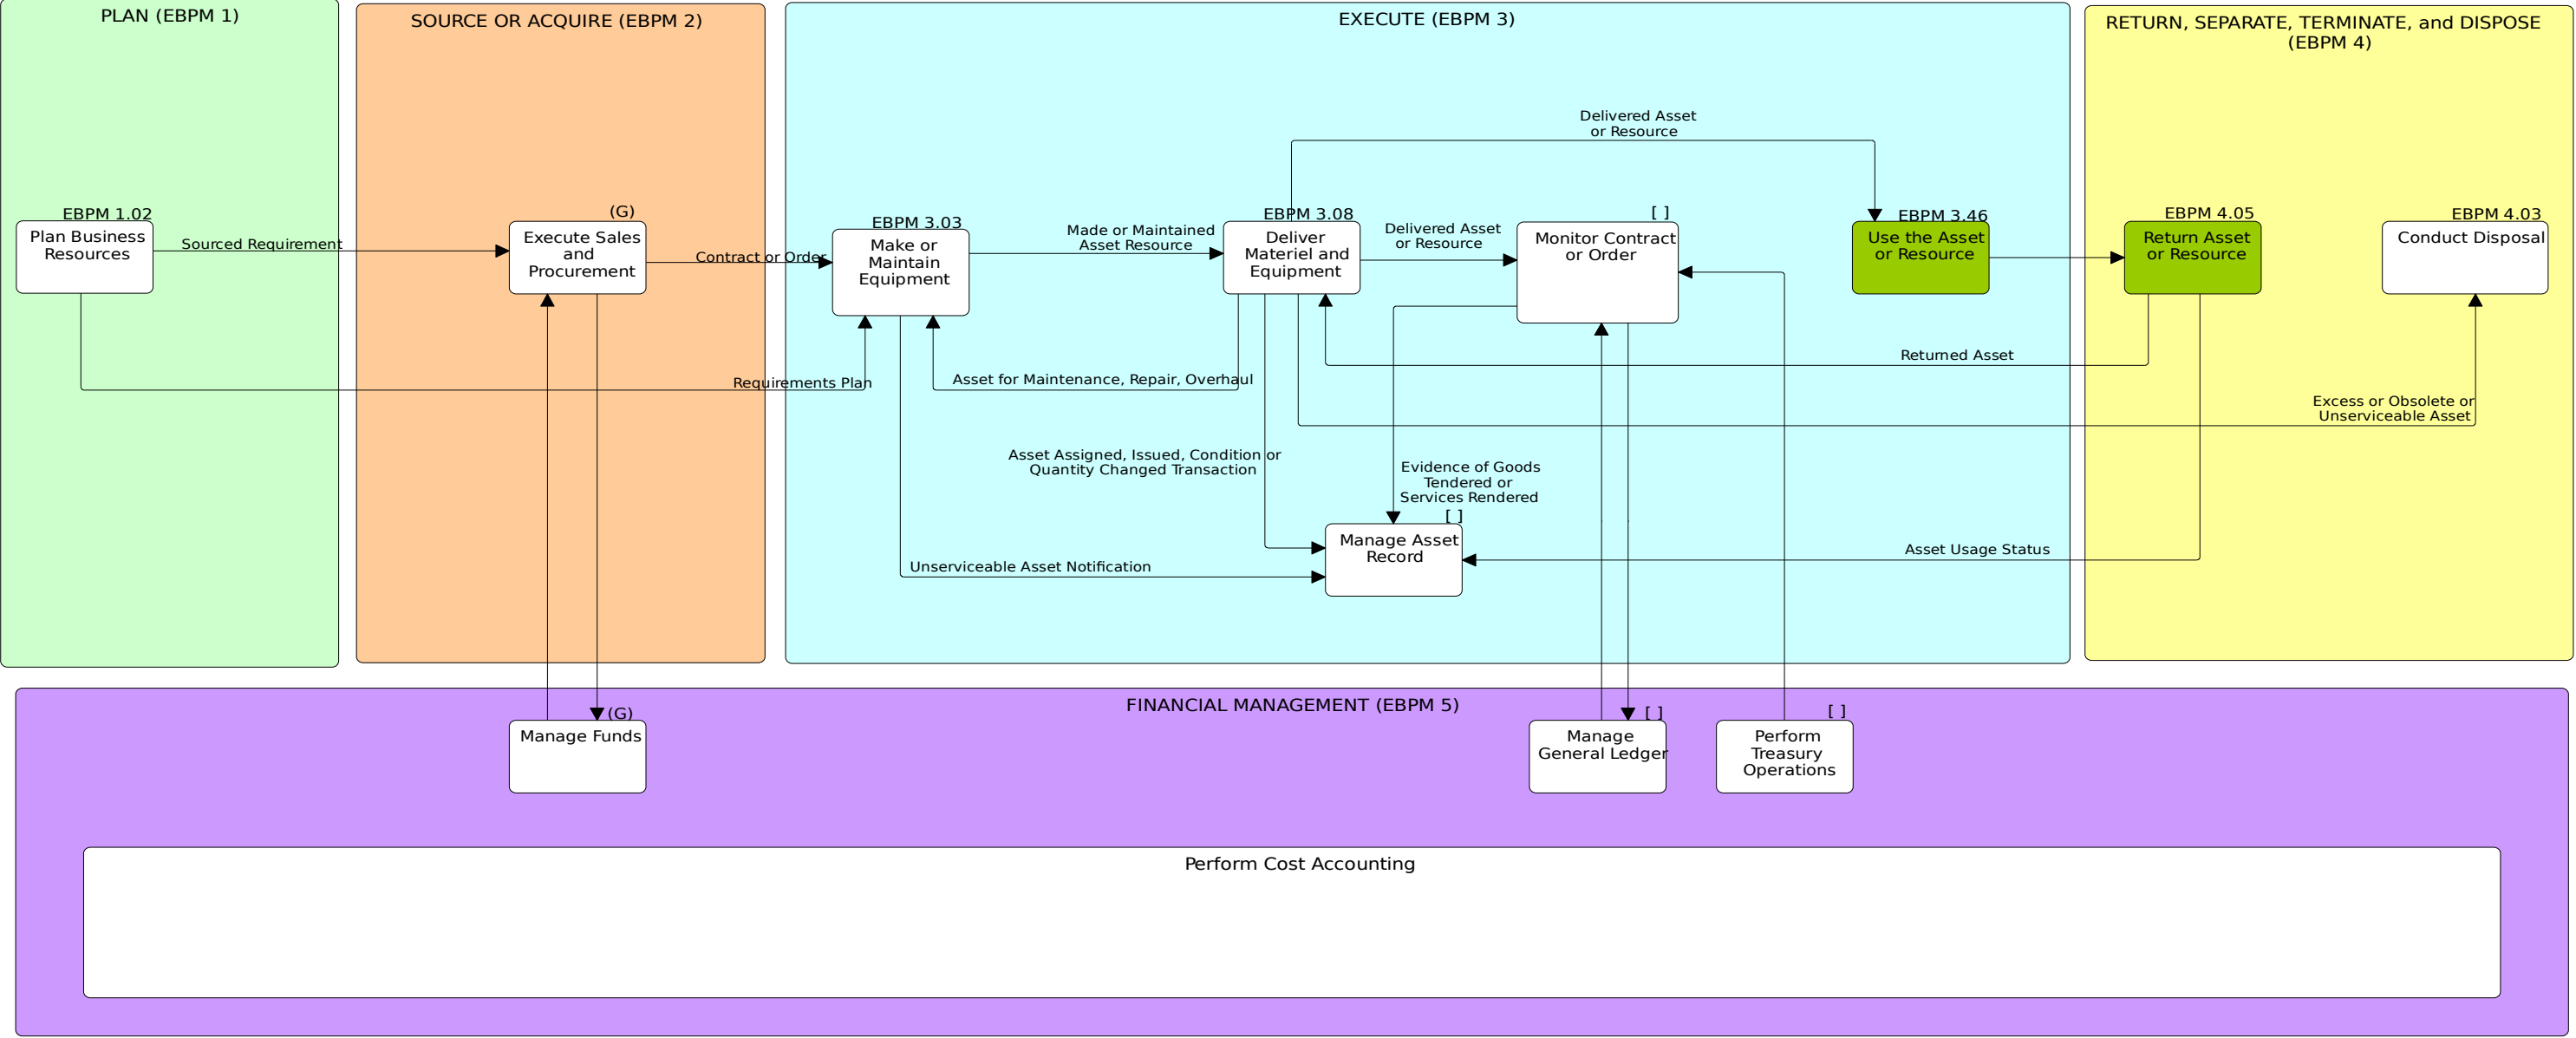 PLAN (EBPM 1)
SOURCE OR ACQUIRE (EBPM 2)
EXECUTE (EBPM 3)
RETURN, SEPARATE, TERMINATE, and DISPOSE
(EBPM 4)
Delivered Asset
or Resource
EBPM 1.02
Plan Business
Resources
Sourced Requirement
(G)
Execute Sales
and
Procurement
Contract or Order
EBPM 3.03
Make or
Maintain
Equipment
Made or Maintained
Asset Resource
EBPM 3.08
Deliver
Materiel and
Equipment
Delivered Asset
or Resource
[ ]
Monitor Contract
or Order
EBPM 3.46
Use the Asset
or Resource
EBPM 4.05
Return Asset
or Resource
EBPM 4.03
Conduct Disposal
Returned Asset
Requirements Plan
Asset for Maintenance, Repair, Overhaul
Excess or Obsolete or
Unserviceable Asset
Asset Assigned, Issued, Condition or
Quantity Changed Transaction
Evidence of Goods
Tendered or
Services Rendered
[ ]
Manage Asset
Record
Asset Usage Status
Unserviceable Asset Notification
FINANCIAL MANAGEMENT (EBPM 5)
(G)
Manage Funds
[ ]
Manage
General Ledger
[ ]
Perform
Treasury
Operations
Perform Cost Accounting